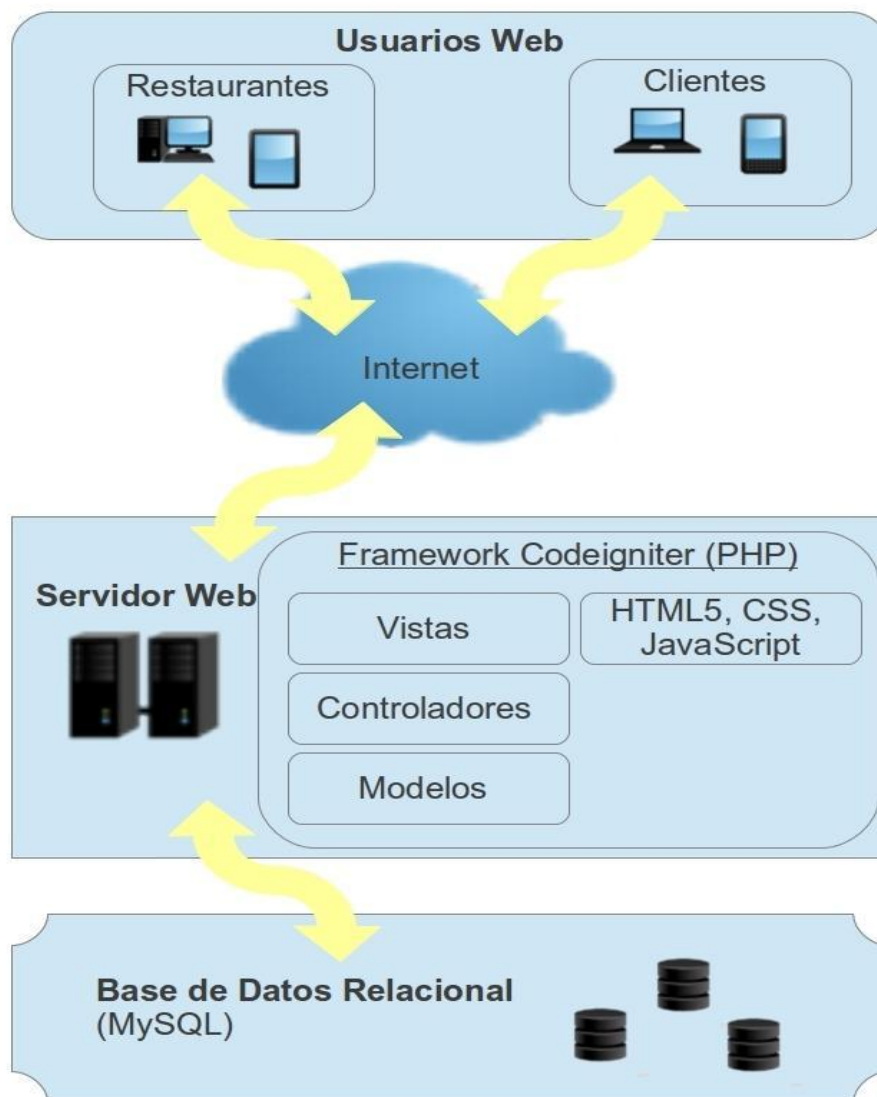 Usuarios Web
Restaurantes
Clientes
Internet
Framework Codeigniter (PHP)
Servidor Web
Vistas
HTML5, CSS,
JavaScript
Controladores
Modelos
Base de Datos Relacional
(MySQL)